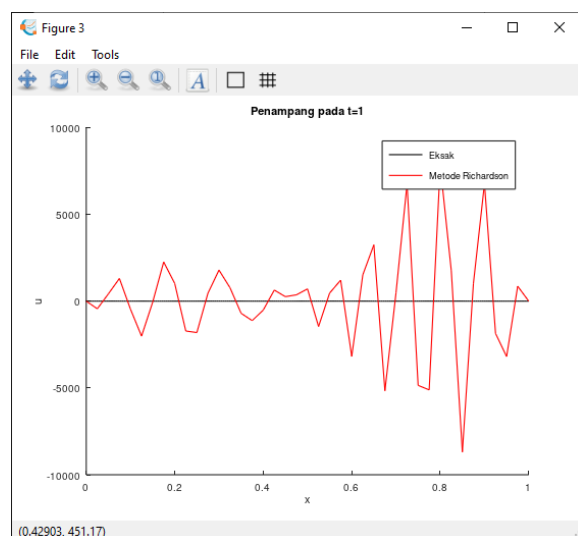 Figure 3
File Edit Tools
A
Penampang pada t=1
10000
5000
0
-5000
-10000
u
Eksak
Metode Richardson
0 0.2 0.4 0.6 0.8 1
x
(0.42903, 451.17)